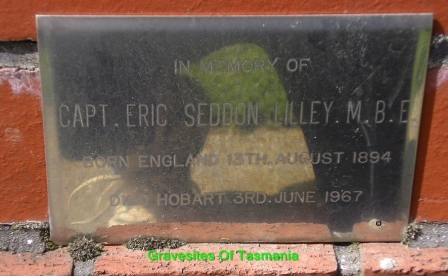 IN MEMORY OF
CAPT. ERIC SEDDON LILLEY. M.B.E.
BORN ENGLAND 13TH. AUGUST 1894
DIED HOBART 3RD. JUNE 1967
Gravesites Of Tasmania